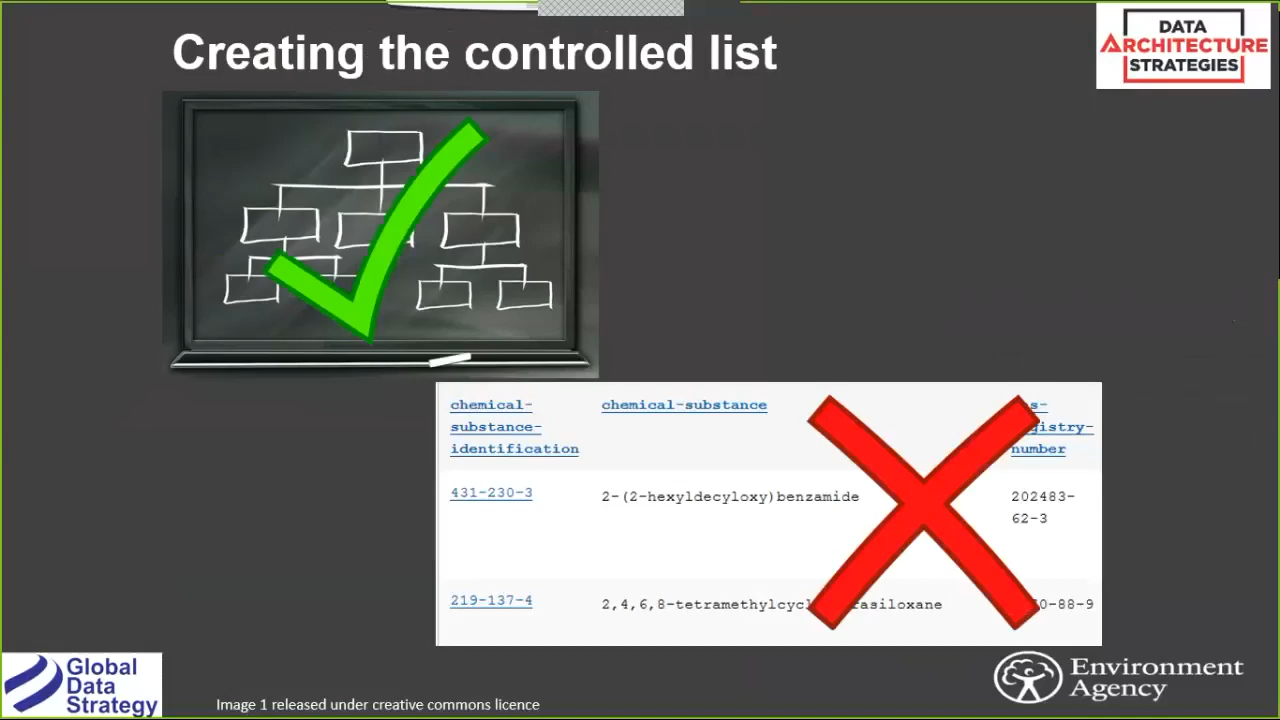 Creating the controlled list
DATA
ARCHITECTURE
STRATEGIES
chemical-
substance-
identification
chemical-substance
number
431-230-3
2-(2-hexyldecyloxy)benzamide
202483-
62-3
219-137-4
Global
Data
Strategy
Image 1 released under creative commons licence
Environment
Agency